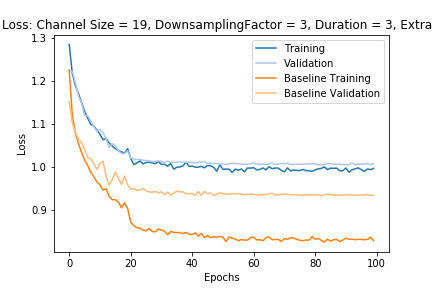 Loss: Channel Size = 19, DownsamplingFactor = 3, Duration = 3, Extra
1.3
1.2
1.1
1.0
0.9
Loss
Training
Validation
Baseline Training
Baseline Validation
0 20 40 60 80 100
Epochs